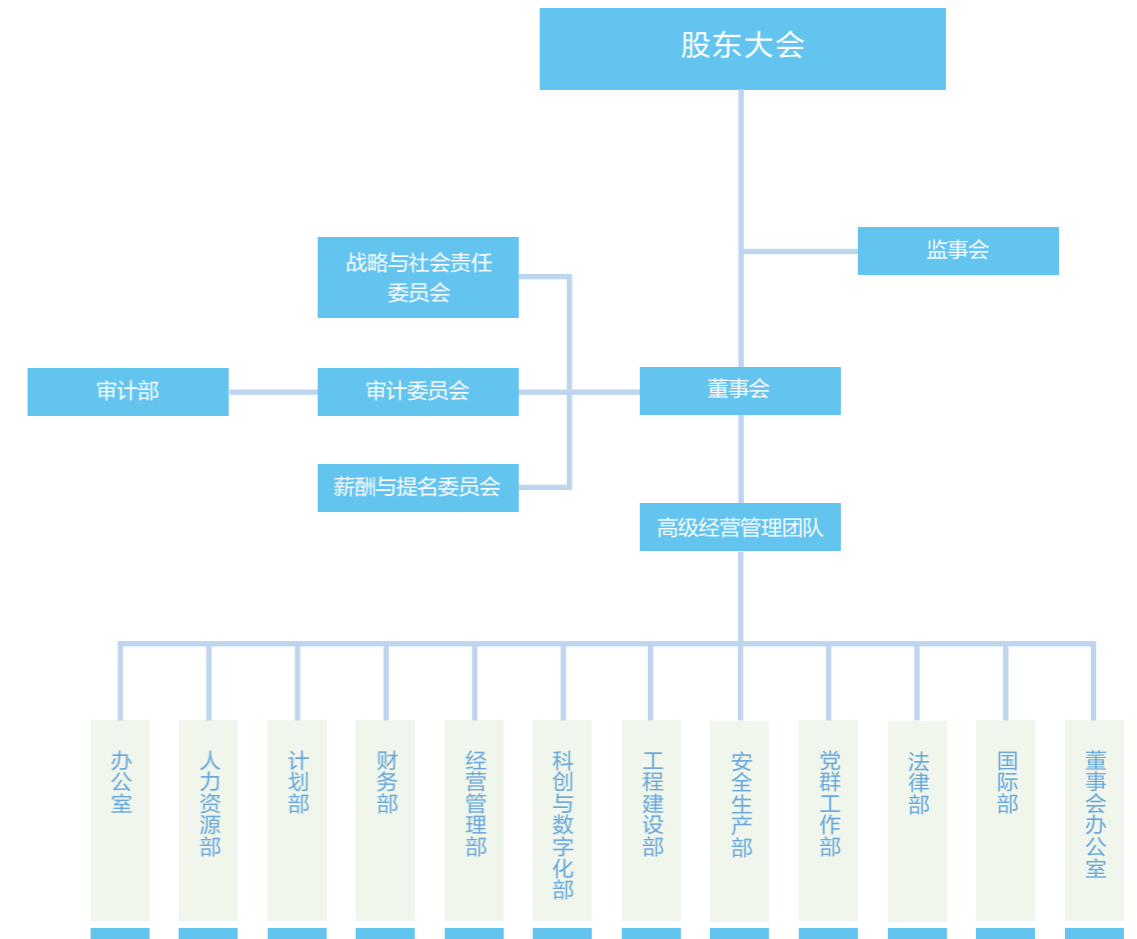 股东大会
监事会
战略与社会责任
委员会
审计部
审计委员会
董事会
薪酬与提名委员会
高级经营管理团队
办公室
人力资源部
计划部
财务部
经营管理部
科创与数字化部
工程建设部
安全生产部
党群工作部
法律部
国际部
董事会办公室